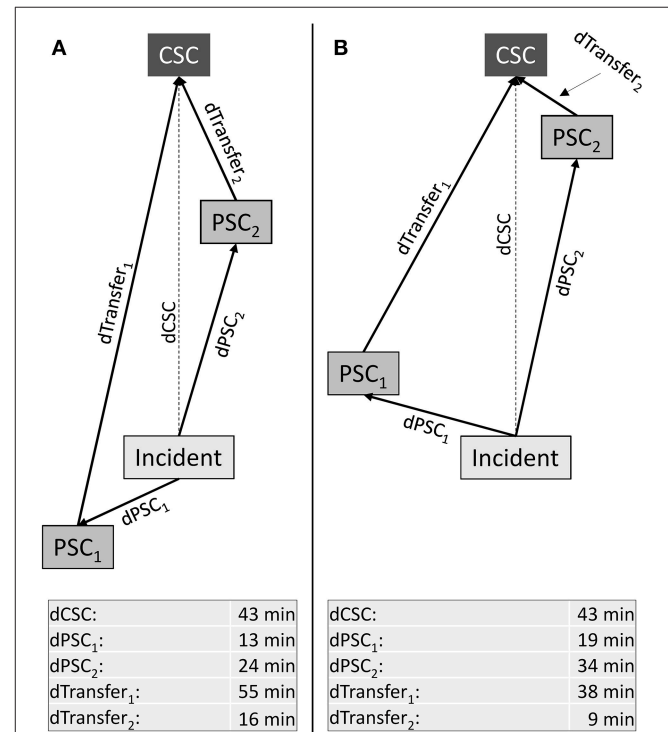 A
CSC
dTransfer₂
PSC₂
dTransfer₁
dCSC
dPSC₂
Incident
dPSC₁
PSC₁
dCSC: 43 min
dPSC₁: 13 min
dPSC₂: 24 min
dTransfer₁: 55 min
dTransfer₂: 16 min
B
CSC
dTransfer₂
PSC₂
dTransfer₁
dCSC
dPSC₂
PSC₁
dPSC₁
Incident
dCSC: 43 min
dPSC₁: 19 min
dPSC₂: 34 min
dTransfer₁: 38 min
dTransfer₂: 9 min